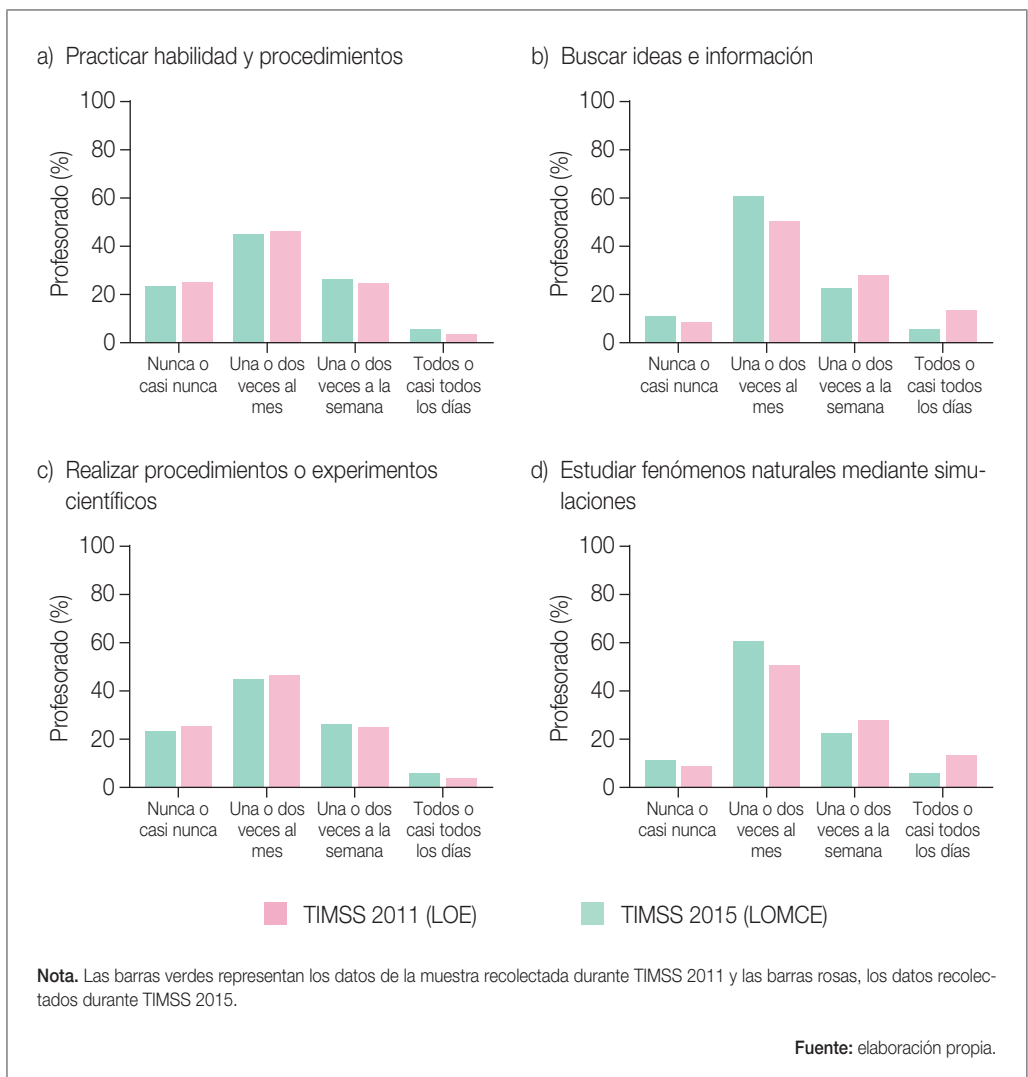 a) Practicar habilidad y procedimientos
100
80
60
40
20
0
Profesorado (%)
Nunca o
casi nunca
Una o dos
veces al
mes
Una o dos
veces a la
semana
Todos o
casi todos
los días
b) Buscar ideas e información
100
80
60
40
20
0
Profesorado (%)
Nunca o
casi nunca
Una o dos
veces al
mes
Una o dos
veces a la
semana
Todos o
casi todos
los días
c) Realizar procedimientos o experimentos
científicos
100
80
60
40
20
0
Profesorado (%)
Nunca o
casi nunca
Una o dos
veces al
mes
Una o dos
veces a la
semana
Todos o
casi todos
los días
d) Estudiar fenómenos naturales mediante simu-
laciones
100
80
60
40
20
0
Profesorado (%)
Nunca o
casi nunca
Una o dos
veces al
mes
Una o dos
veces a la
semana
Todos o
casi todos
los días
TIMSS 2011 (LOE)
TIMSS 2015 (LOMCE)
Nota. Las barras verdes representan los datos de la muestra recolectada durante TIMSS 2011 y las barras rosas, los datos recolec-
tados durante TIMSS 2015.
Fuente: elaboración propia.